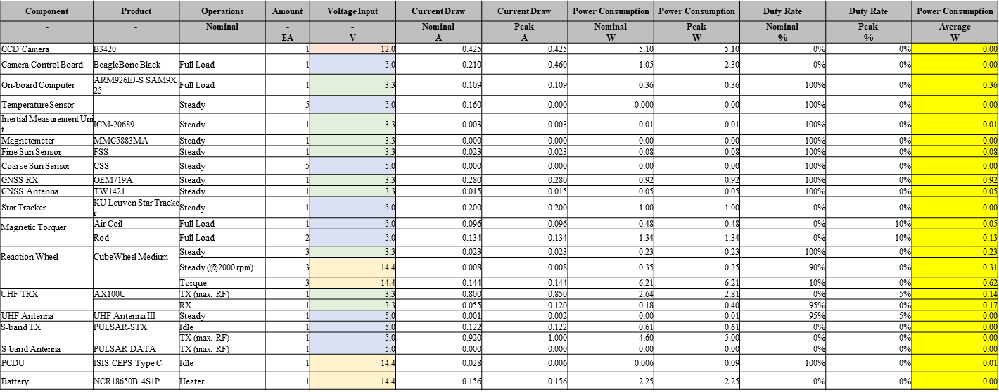 Component Product Operations Amount Voltage Input Current Draw Current Draw Power Consumption Power Consumption Duty Rate Duty Rate Power Consumption
- - Nominal - - Nominal Peak Nominal Peak Nominal Peak Average
- - EA V A A W W % % W
CCD Camera B3420 1 12.0 0.425 0.425 5.10 5.10 0% 0% 0.00
Camera Control Board BeagleBone Black Full Load 1 5.0 0.210 0.460 1.05 2.30 0% 0% 0.00
On-board Computer ARM926EJ-S SAM9X
25 Full Load 1 3.3 0.109 0.109 0.36 0.36 100% 0% 0.36
Temperature Sensor Steady 5 5.0 0.160 0.000 0.000 0.00 100% 0% 0.00
Inertial Measurement Uni
t ICM-20689 Steady 1 3.3 0.003 0.003 0.01 0.01 100% 0% 0.01
Magnetometer MMC5883MA Steady 1 3.3 0.000 0.000 0.00 0.00 100% 0% 0.00
Fine Sun Sensor FSS Steady 1 3.3 0.023 0.023 0.08 0.08 100% 0% 0.08
Coarse Sun Sensor CSS Steady 5 5.0 0.000 0.000 0.00 0.00 100% 0% 0.00
GNSS RX OEM719A Steady 1 3.3 0.280 0.280 0.92 0.92 100% 0% 0.92
GNSS Antenna TW1421 Steady 1 3.3 0.015 0.015 0.05 0.05 100% 0% 0.05
Star Tracker KU Leuven Star Tracke
r Steady 1 5.0 0.200 0.200 1.00 1.00 0% 0% 0.00
Magnetic Torquer Air Coil Full Load 1 5.0 0.096 0.096 0.48 0.48 0% 10% 0.05
Rod Full Load 2 5.0 0.134 0.134 1.34 1.34 0% 10% 0.13
Reaction Wheel CubeWheel Medium Steady 3 3.3 0.023 0.023 0.23 0.23 100% 0% 0.23
Steady (@2000 rpm) 3 14.4 0.008 0.008 0.35 0.35 90% 0% 0.31
Torque 3 14.4 0.144 0.144 6.21 6.21 10% 0% 0.62
UHF TRX AX100U TX (max. RF) 1 3.3 0.800 0.850 2.64 2.81 0% 5% 0.14
RX 1 3.3 0.055 0.120 0.18 0.40 95% 0% 0.17
UHF Antenna UHF Antenna III Steady 1 5.0 0.001 0.002 0.00 0.01 95% 5% 0.00
S-band TX PULSAR-STX Idle 1 5.0 0.122 0.122 0.61 0.61 0% 0% 0.00
TX (max. RF) 1 5.0 0.920 1.000 4.60 5.00 0% 0% 0.00
S-band Antenna PULSAR-DATA TX (max. RF) 1 5.0 0.000 0.000 0.00 0.00 0% 0% 0.00
PCDU ISIS CEPS Type C Idle 1 14.4 0.028 0.006 0.006 0.09 100% 0% 0.01
Battery NCR18650B 4S1P Heater 1 14.4 0.156 0.156 2.25 2.25 0% 0% 0.00